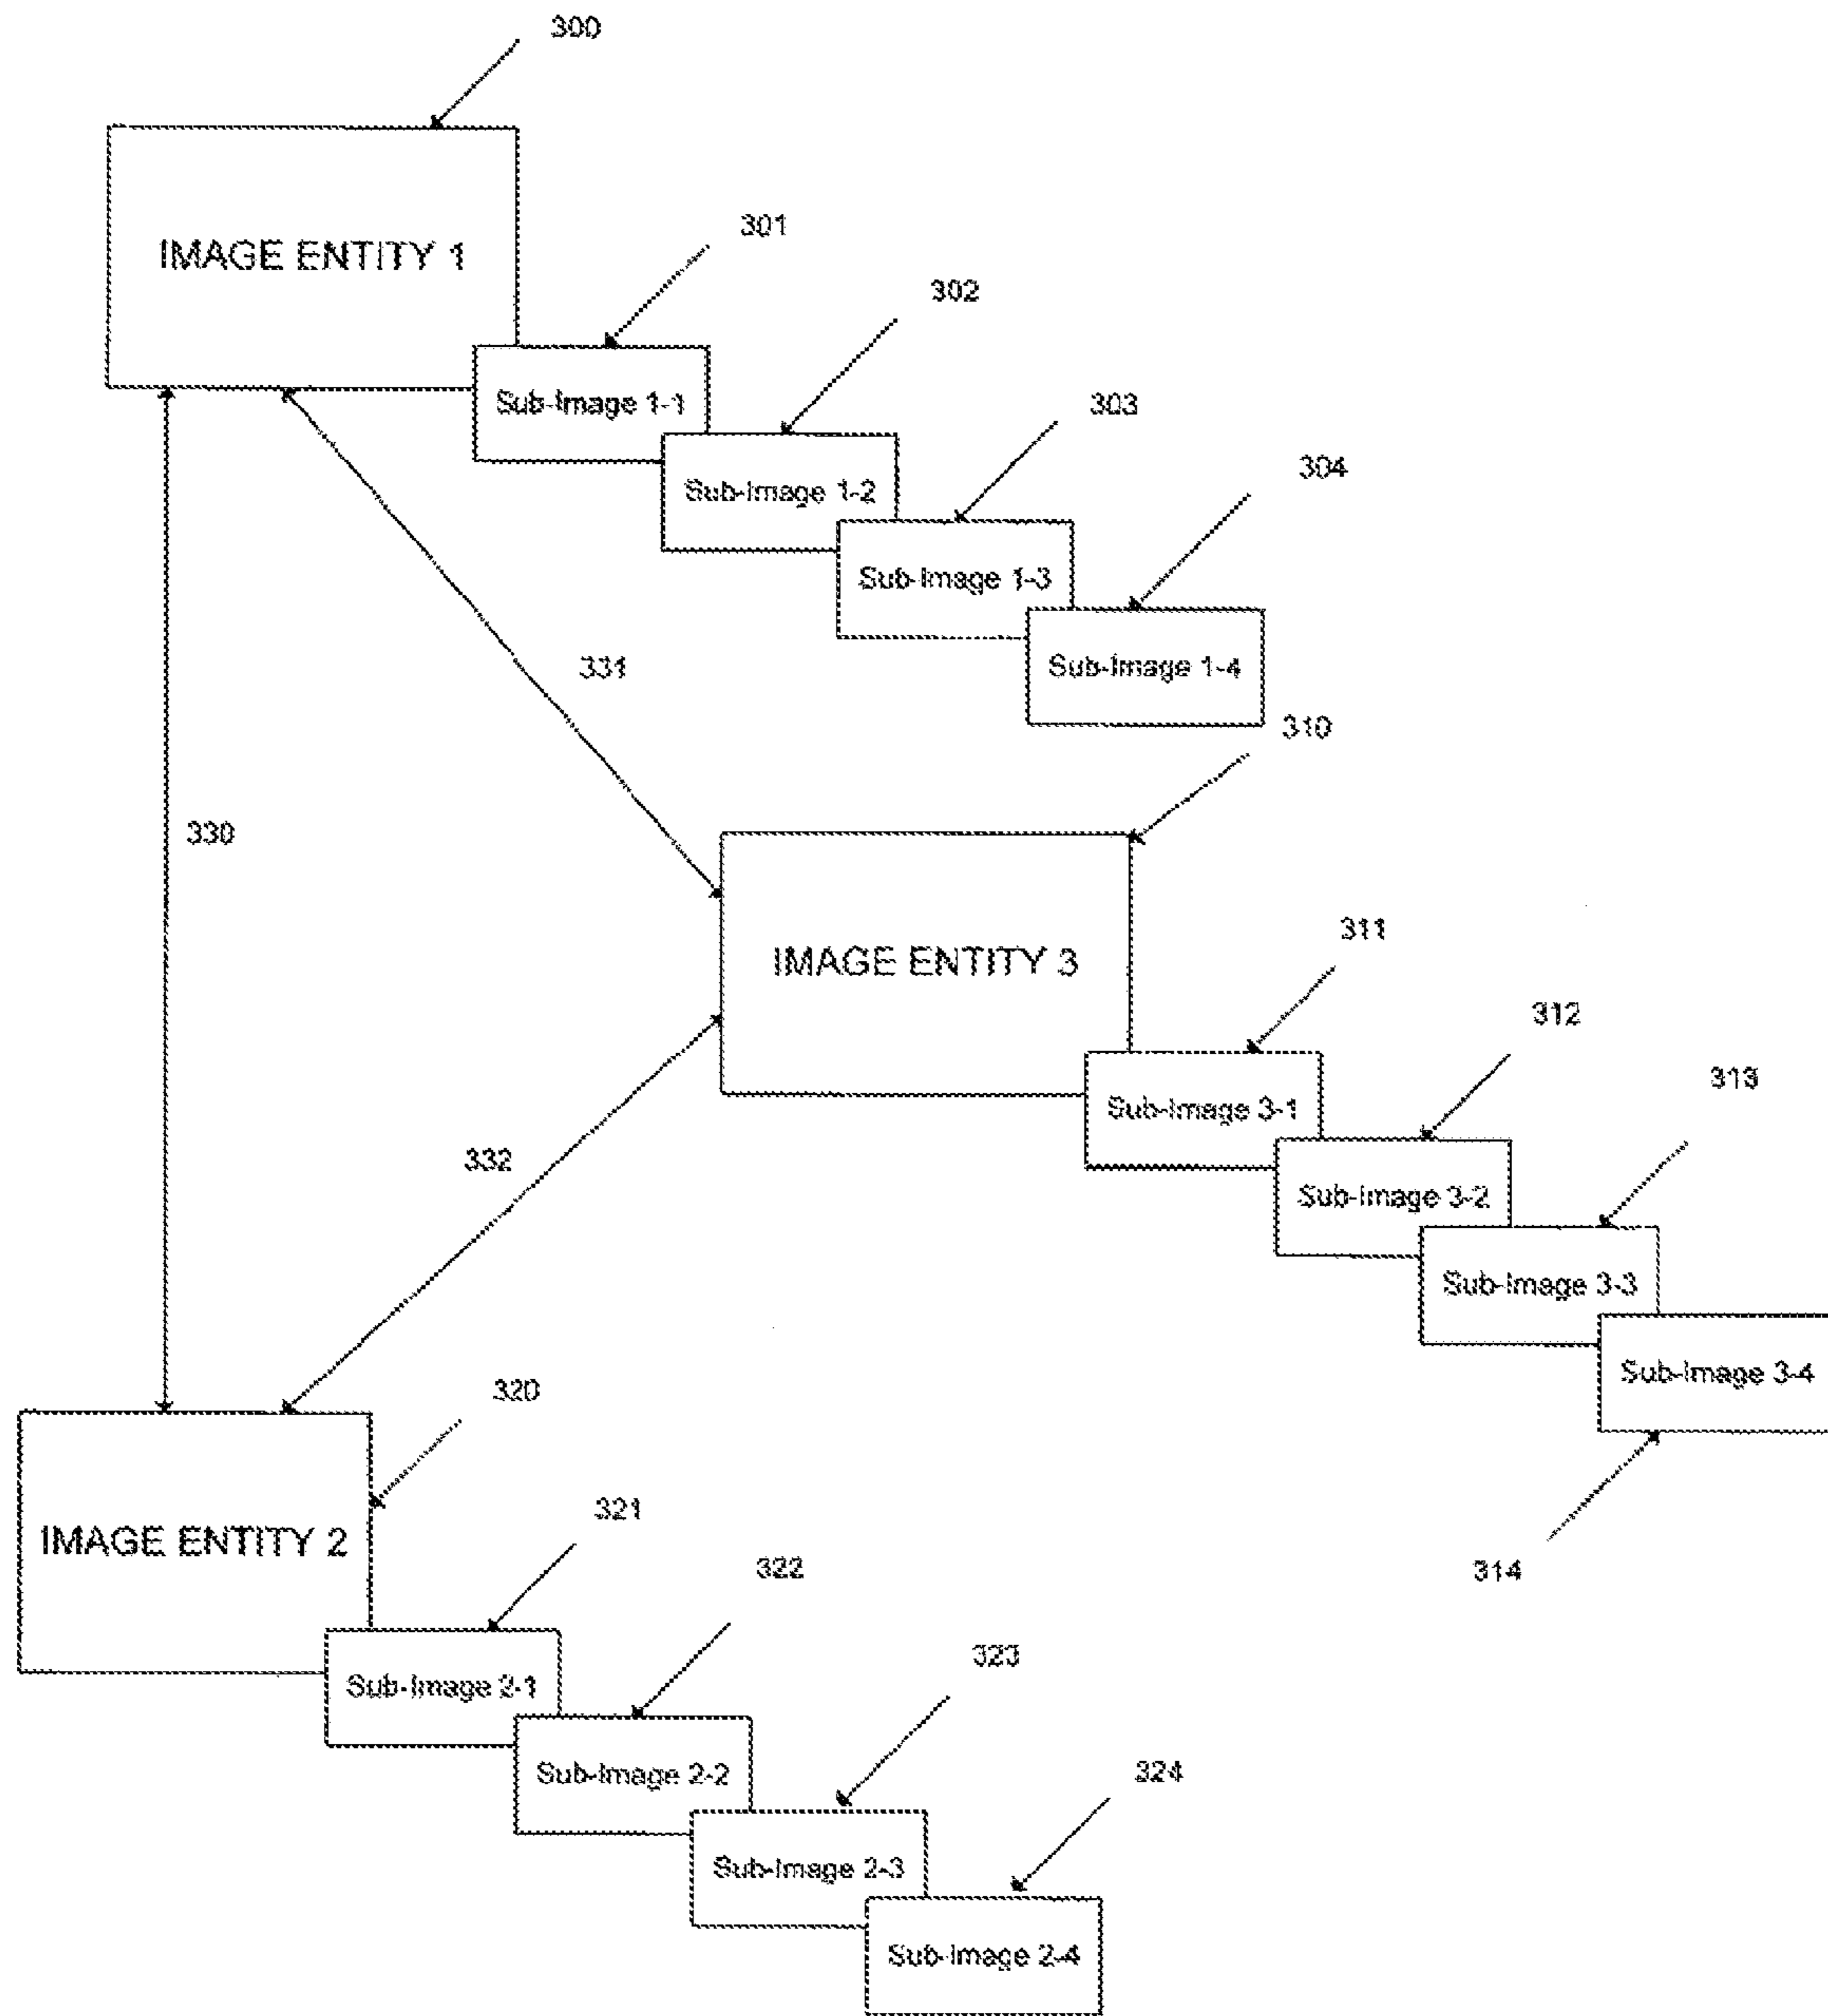 300
IMAGE ENTITY 1
301
302
Sub-Image 1-1
303
Sub-Image 1-2
304
Sub-Image 1-3
331
Sub-Image 1-4
310
330
311
IMAGE ENTITY 3
312
313
Sub-Image 3-1
332
Sub-Image 3-2
Sub-Image 3-3
Sub-Image 3-4
320
321
IMAGE ENTITY 2
322
314
323
Sub-Image 2-1
324
Sub-Image 2-2
Sub-Image 2-3
Sub-Image 2-4